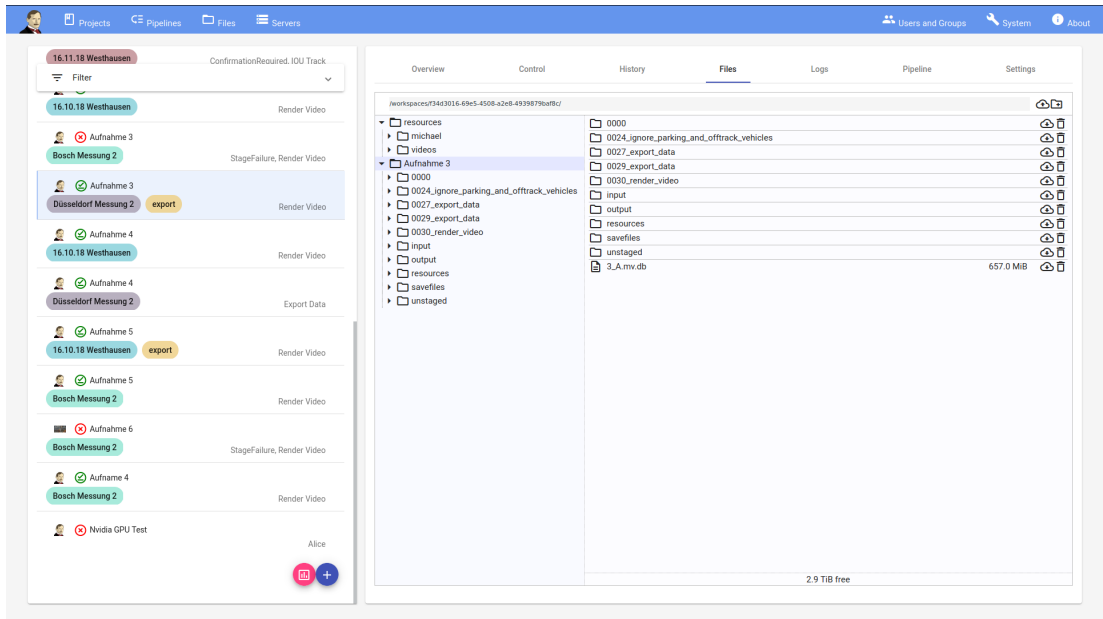 Projects Pipelines Files Servers Users and Groups System About
16.11.18 Westhausen ConfirmationRequired, IOU Track
Filter
16.10.18 Westhausen Render Video
Aufnahme 3
Bosch Messung 2 StageFailure, Render Video
Aufnahme 3
Düsseldorf Messung 2 export Render Video
Aufnahme 4
16.10.18 Westhausen Render Video
Aufnahme 4
Düsseldorf Messung 2 Export Data
Aufnahme 5
16.10.18 Westhausen export Render Video
Aufnahme 5
Bosch Messung 2 Render Video
Aufnahme 6
Bosch Messung 2 StageFailure, Render Video
Aufname 4
Bosch Messung 2 Render Video
Nvidia GPU Test
Alice
Overview Control History Files Logs Pipeline Settings
/workspaces/f34d3016-69e5-4508-a2e8-4939879baf8c/
resources
michael
videos
Aufnahme 3
0000
0024_ignore_parking_and_offtrack_vehicles
0027_export_data
0029_export_data
0030_render_video
input
output
resources
savefiles
unstaged
0000
0024_ignore_parking_and_offtrack_vehicles
0027_export_data
0029_export_data
0030_render_video
input
output
resources
savefiles
unstaged
3_A.mv.db 657.0 MiB
2.9 TiB free